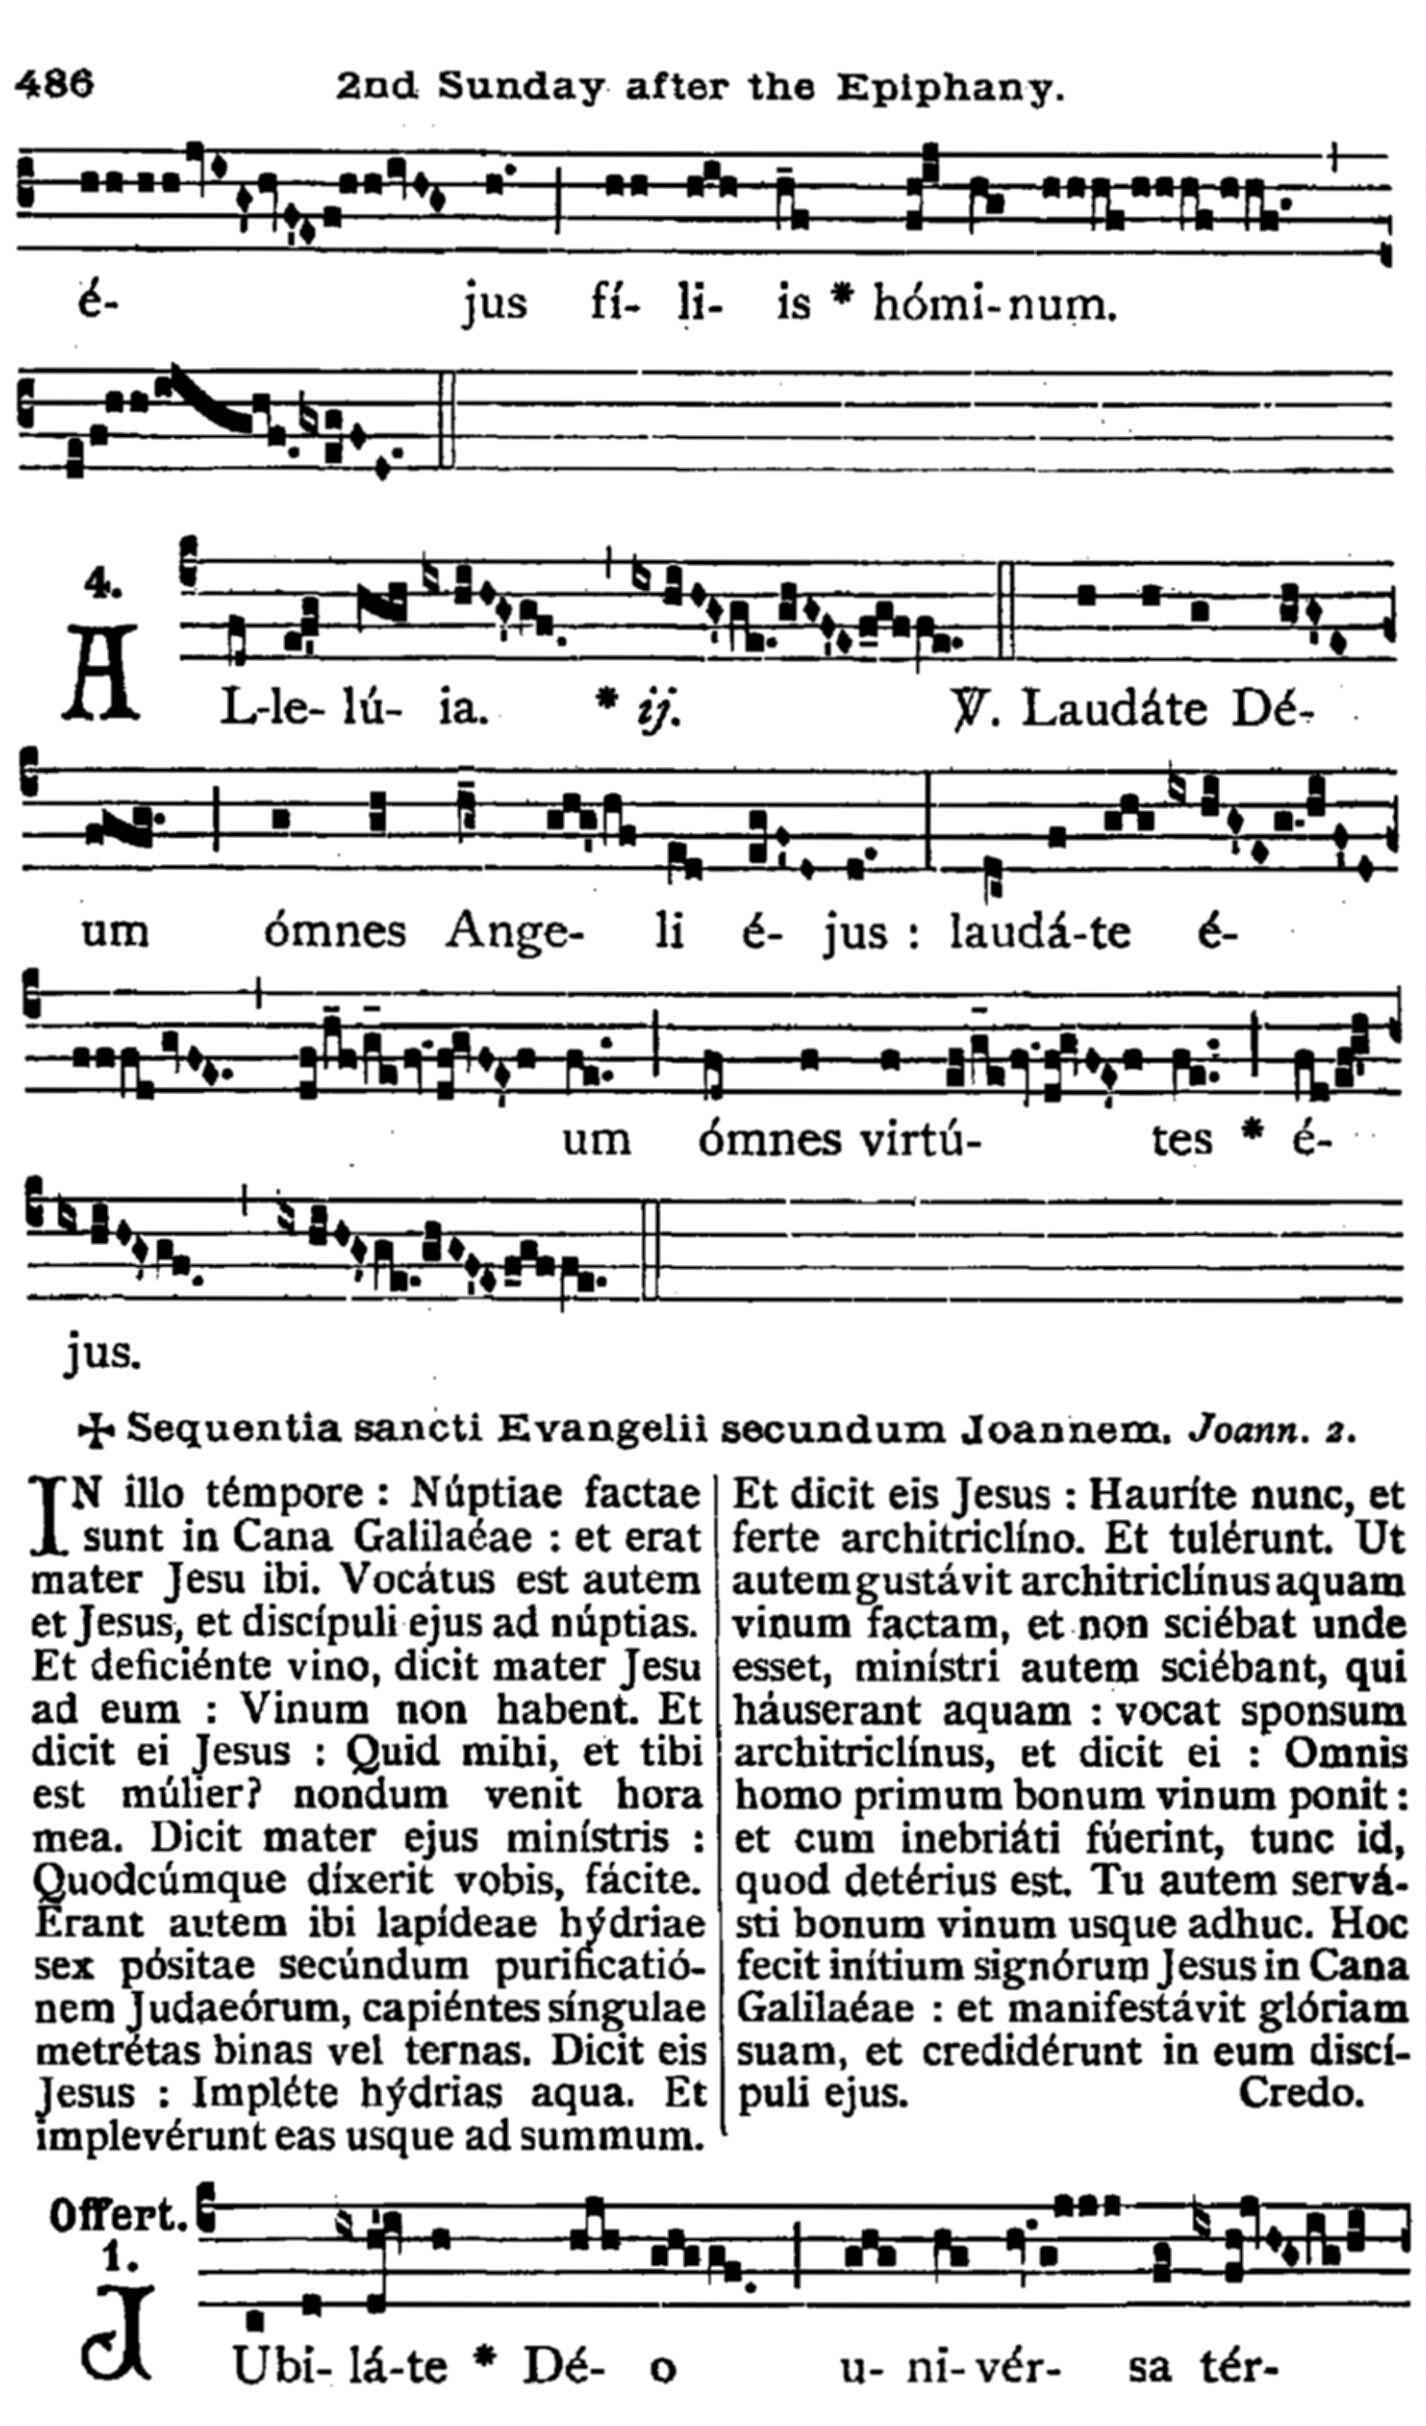 486 2nd Sunday after the Epiphany.
é- jus fí- li- is * hómi-num.
4.
AL-le- lú- ia. * ij. ℣. Laudáte Dé-
um ómnes Ange- li é- jus : laudá-te é-
um ómnes virtú- tes * é-
jus.
✠ Sequentia sancti Evangelii secundum Joannem. Joann. 2.
IN illo témpore : Núptiae factae
sunt in Cana Galilaéae : et erat
mater Jesu ibi. Vocátus est autem
et Jesus, et discípuli ejus ad núptias.
Et deficiénte vino, dicit mater Jesu
ad eum : Vinum non habent. Et
dicit ei Jesus : Quid mihi, et tibi
est múlier? nondum venit hora
mea. Dicit mater ejus minístris :
Quodcúmque díxerit vobis, fácite.
Erant autem ibi lapídeae hýdriae
sex pósitae secúndum purificatió-
nem Judaeórum, capiéntes síngulae
metrétas binas vel ternas. Dicit eis
Jesus : Impléte hýdrias aqua. Et
implevérunt eas usque ad summum.
Et dicit eis Jesus : Hauríte nunc, et
ferte architriclíno. Et tulérunt. Ut
autem gustávit architriclínus aquam
vinum factam, et non sciébat unde
esset, minístri autem sciébant, qui
háuserant aquam : vocat sponsum
architriclínus, et dicit ei : Omnis
homo primum bonum vinum ponit :
et cum inebriáti fúerint, tunc id,
quod detérius est. Tu autem servá-
sti bonum vinum usque adhuc. Hoc
fecit inítium signórum Jesus in Cana
Galilaéae : et manifestávit glóriam
suam, et credidérunt in eum discí-
puli ejus. Credo.
Offert.
1.
JUbi- lá-te * Dé- o u- ni- vér- sa tér-